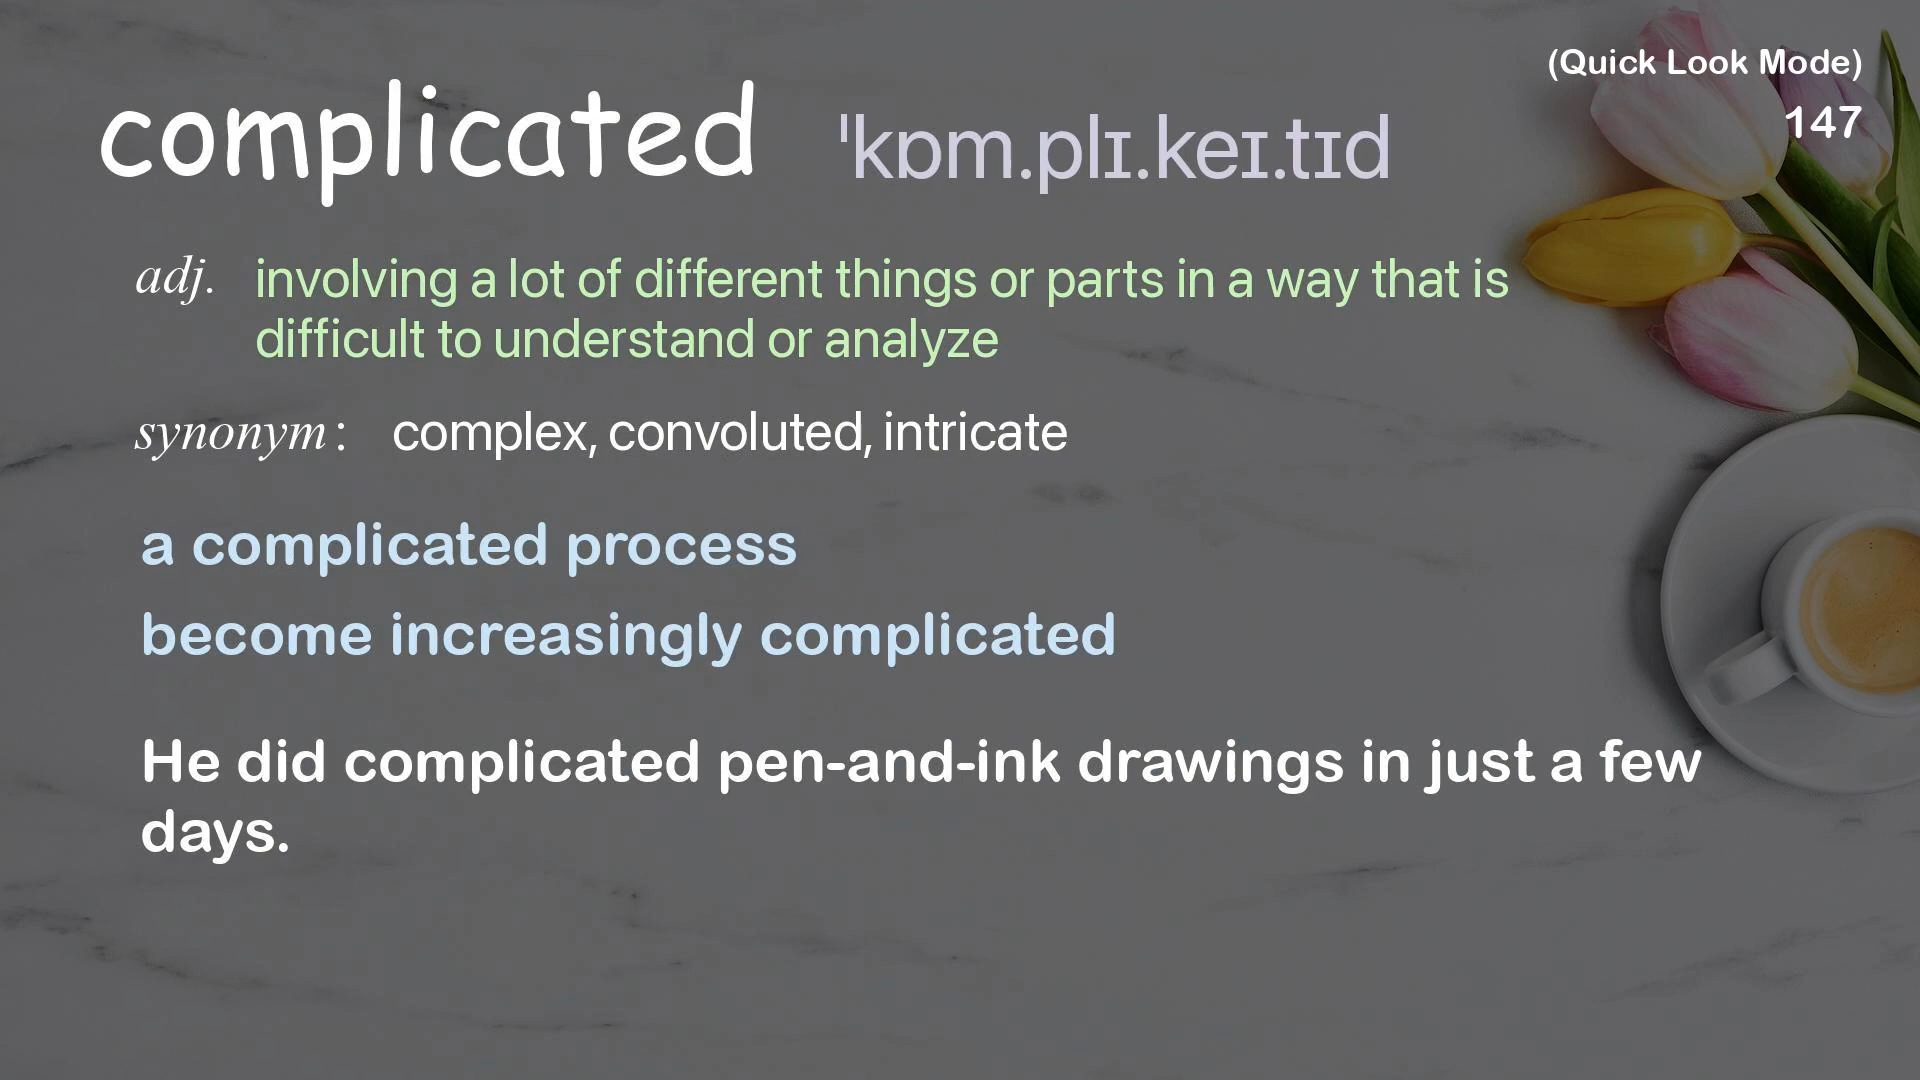 (Quick Look Mode)
147
complicated ˈkɒm.plɪ.keɪ.tɪd
adj. involving a lot of different things or parts in a way that is
difficult to understand or analyze
synonym: complex, convoluted, intricate
a complicated process
become increasingly complicated
He did complicated pen-and-ink drawings in just a few
days.